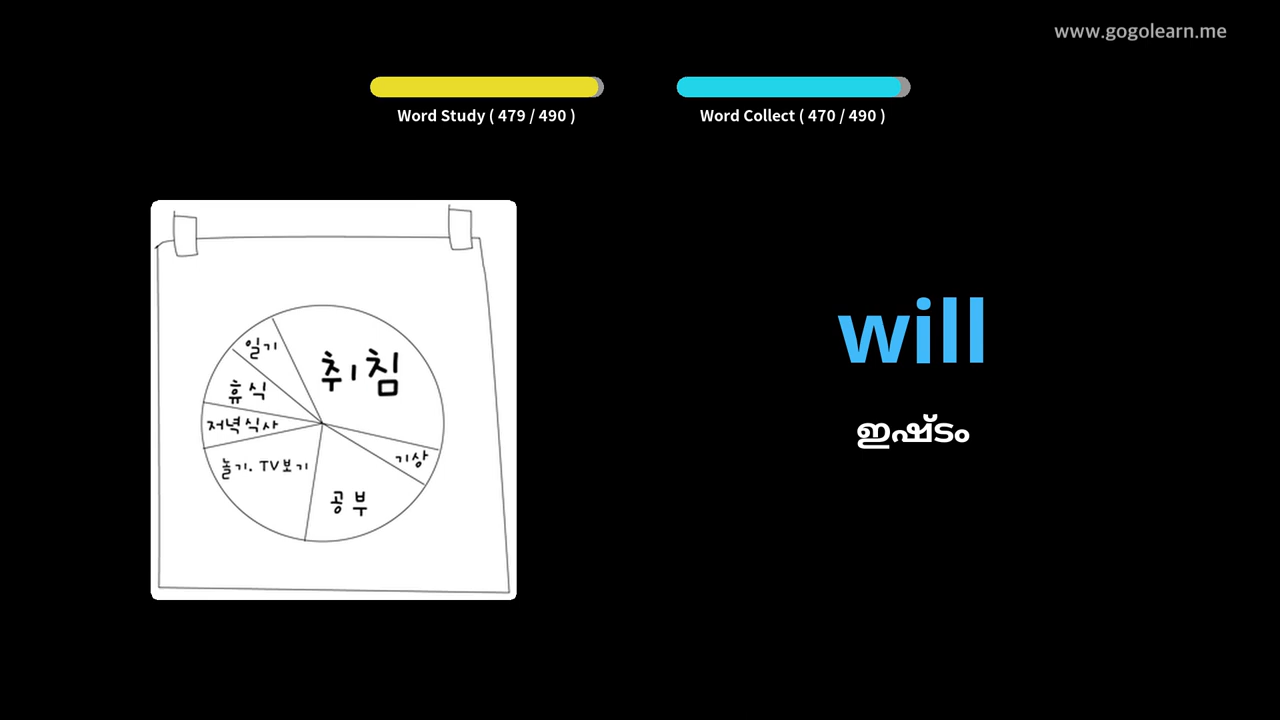 www.gogolearn.me
Word Study ( 479 / 490 )
Word Collect ( 470 / 490 )
일기
취침
휴식
저녁식사
놀기. TV보기
기상
공부
will
ഇഷ്ടം